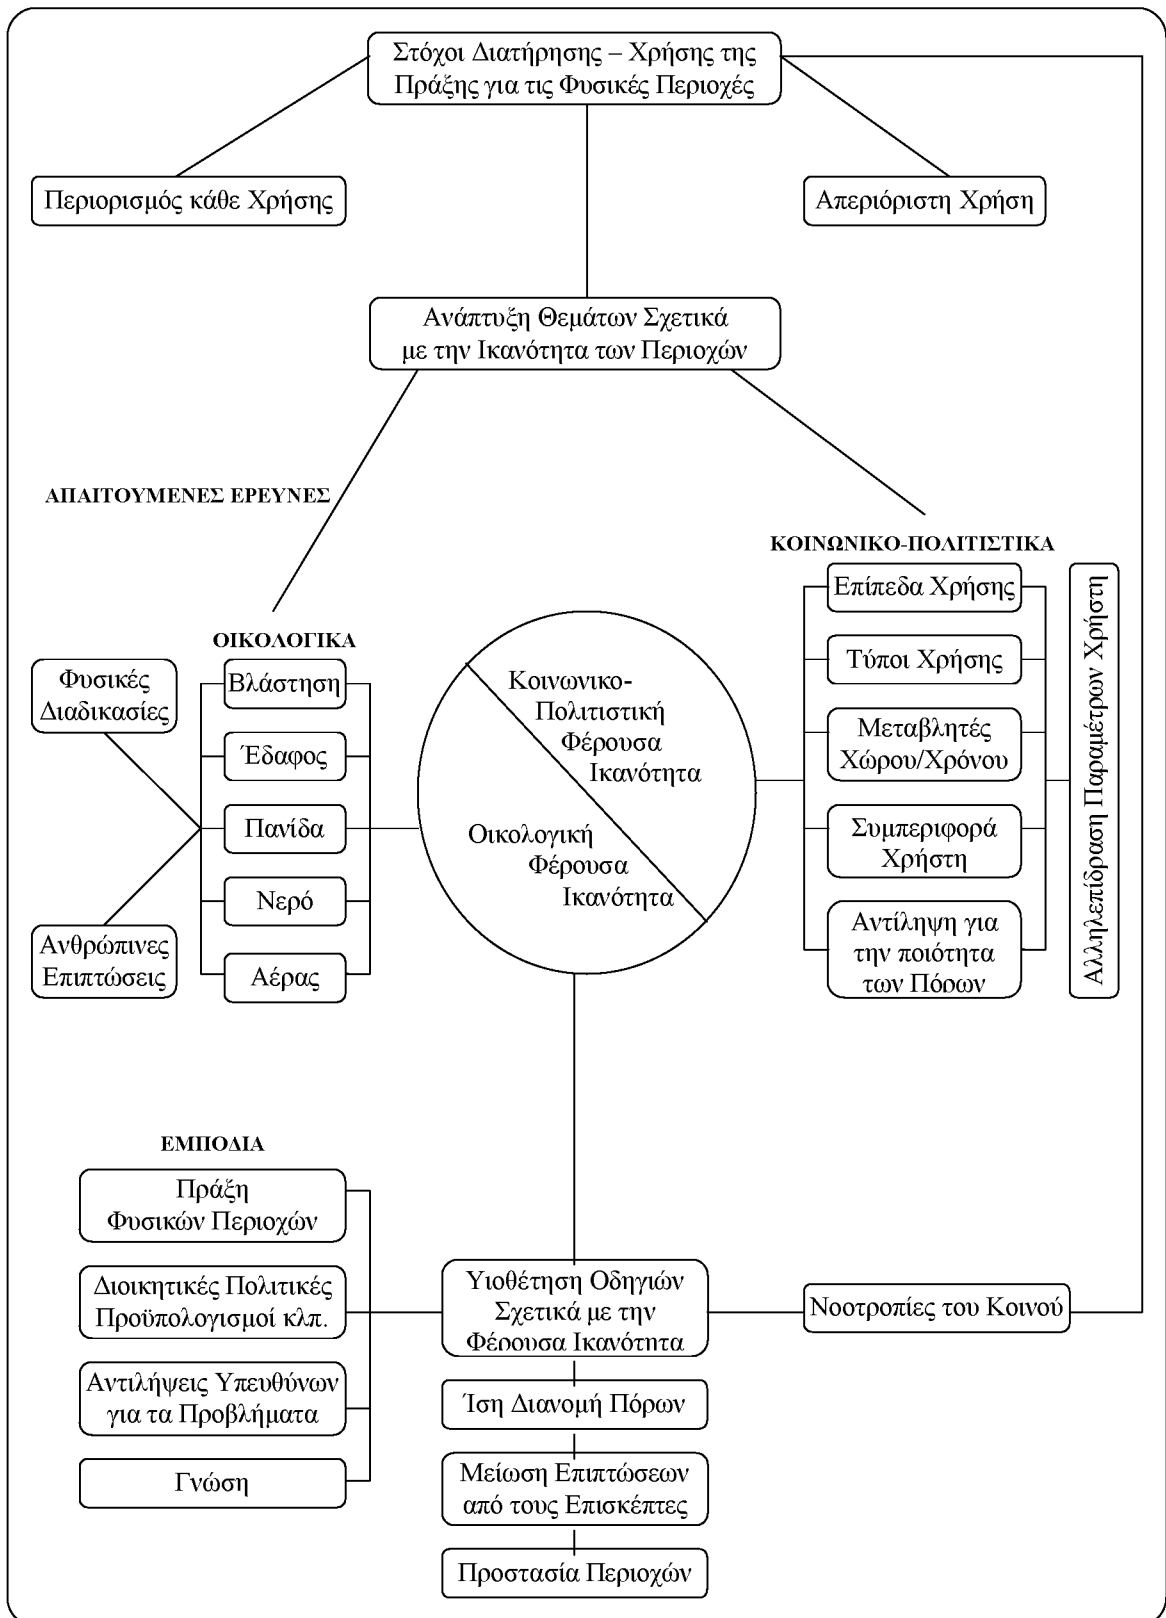 Στόχοι Διατήρησης – Χρήσης της
Πράξης για τις Φυσικές Περιοχές
Περιορισμός κάθε Χρήσης
Απεριόριστη Χρήση
Ανάπτυξη Θεμάτων Σχετικά
με την Ικανότητα των Περιοχών
ΑΠΑΙΤΟΥΜΕΝΕΣ ΕΡΕΥΝΕΣ
ΟΙΚΟΛΟΓΙΚΑ
Φυσικές
Διαδικασίες
Ανθρώπινες
Επιπτώσεις
Βλάστηση
Έδαφος
Πανίδα
Νερό
Αέρας
Κοινωνικο-
Πολιτιστική
Φέρουσα
Ικανότητα
Οικολογική
Φέρουσα
Ικανότητα
ΚΟΙΝΩΝΙΚΟ-ΠΟΛΙΤΙΣΤΙΚΑ
Επίπεδα Χρήσης
Τύποι Χρήσης
Μεταβλητές
Χώρου/Χρόνου
Συμπεριφορά
Χρήστη
Αντίληψη για
την ποιότητα
των Πόρων
Αλληλεπίδραση Παραμέτρων Χρήστη
ΕΜΠΟΔΙΑ
Πράξη
Φυσικών Περιοχών
Διοικητικές Πολιτικές
Προϋπολογισμοί κλπ.
Αντιλήψεις Υπευθύνων
για τα Προβλήματα
Γνώση
Υιοθέτηση Οδηγιών
Σχετικά με την
Φέρουσα Ικανότητα
Νοοτροπίες του Κοινού
Ίση Διανομή Πόρων
Μείωση Επιπτώσεων
από τους Επισκέπτες
Προστασία Περιοχών